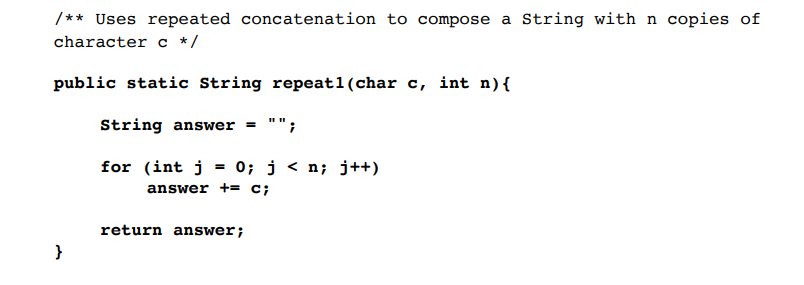 /** Uses repeated concatenation to compose a String with n copies of
character c */
public static String repeat1(char c, int n){
String answer = "";
for (int j = 0; j < n; j++)
answer += c;
return answer;
}